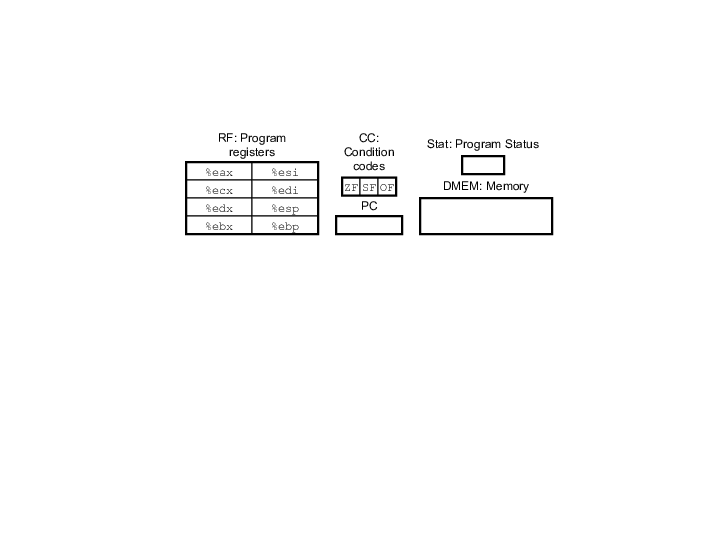 RF: Program
registers
%eax %esi
%ecx %edi
%edx %esp
%ebx %ebp
CC:
Condition
codes
ZF SF OF
PC
Stat: Program Status
DMEM: Memory